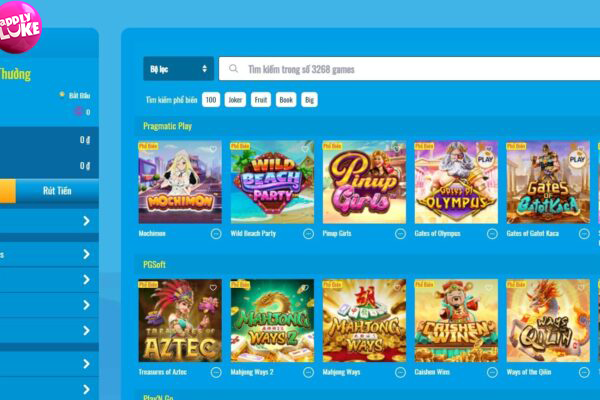 HAPPY
LUKE
Thưởng
Bắt Đầu
0
0 ₫
0 ₫
Rút Tiền
Bộ lọc
Tìm kiếm trong số 3268 games
Tìm kiếm phổ biến
100
Joker
Fruit
Book
Big
Pragmatic Play
Phổ Biến
Phổ Biến
Phổ Biến
Phổ Biến
Phổ Biến
MOCHIMON
WILD BEACH PARTY
Pinup Girls
GATES of OLYMPUS
PLAY
GATES of GATOT KACA
PLAY
Mochimon
Wild Beach Party
Pinup Girls
Gates of Olympus
Gates of Gatot Kaca
PGSoft
Phổ Biến
Phổ Biến
Phổ Biến
Phổ Biến
Phổ Biến
TREASURES OF AZTEC
MAHJONG WAYS 2
胡
MAHJONG WAYS
CAISHEN WINS
WAYS OF THE QILIN
Treasures of Aztec
Mahjong Ways 2
Mahjong Ways
Caishen Wins
Ways of the Qilin
Play'N Go